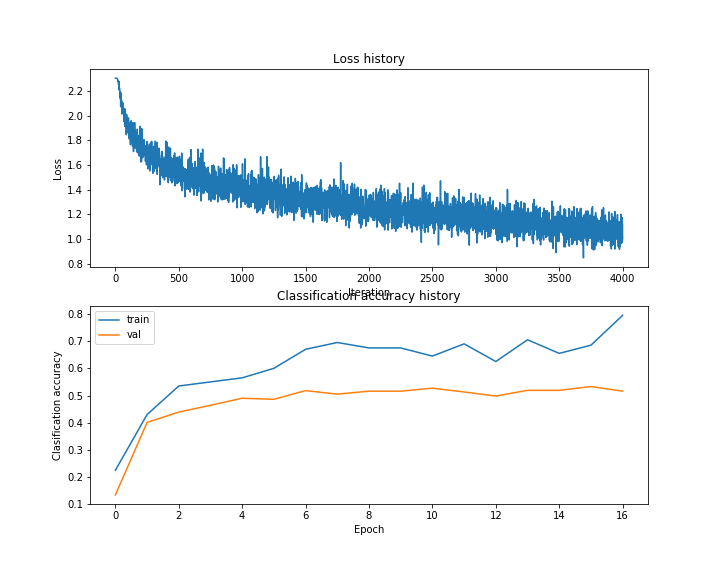 Loss history
Loss
2.2
2.0
1.8
1.6
1.4
1.2
1.0
0.8
0 500 1000 1500 2000 2500 3000 3500 4000
Iteration
Classification accuracy history
Clasification accuracy
train
val
0.8
0.7
0.6
0.5
0.4
0.3
0.2
0.1
0 2 4 6 8 10 12 14 16
Epoch